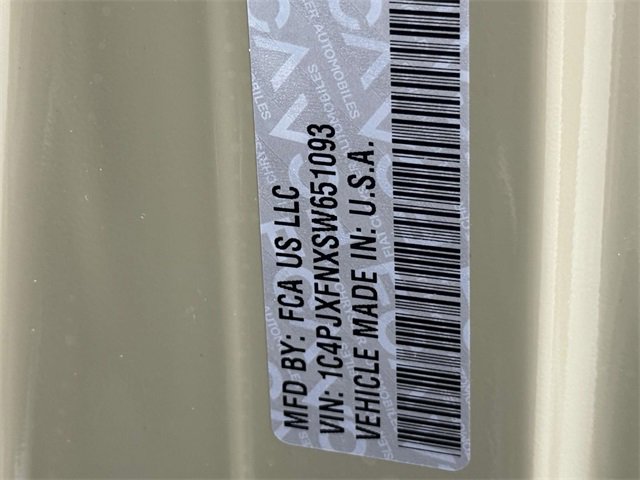 MFD BY: FCA US LLC
VIN: 1C4PJXFNXSW651093
VEHICLE MADE IN: U.S.A.